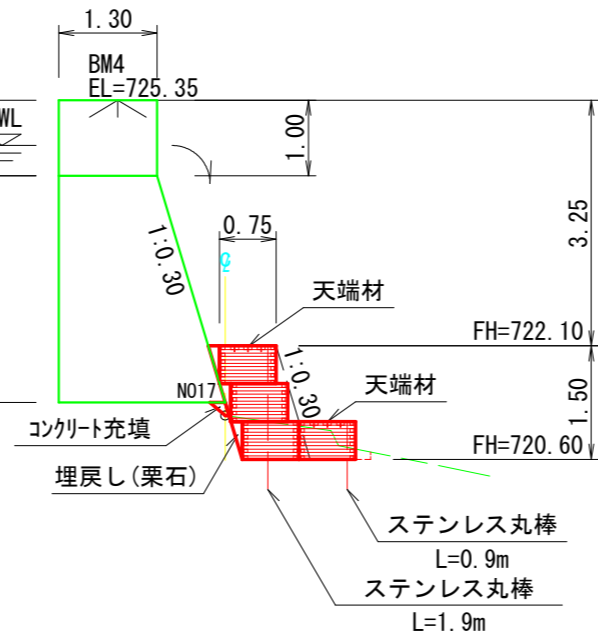 1.30
BM4
EL=725.35
WL
1.00
3.25
1:0.30
0.75
天端材
FH=722.10
1:0.30
天端材
1.50
NO17
コンクリート充填
FH=720.60
埋戻し(栗石)
ステンレス丸棒
L=0.9m
ステンレス丸棒
L=1.9m